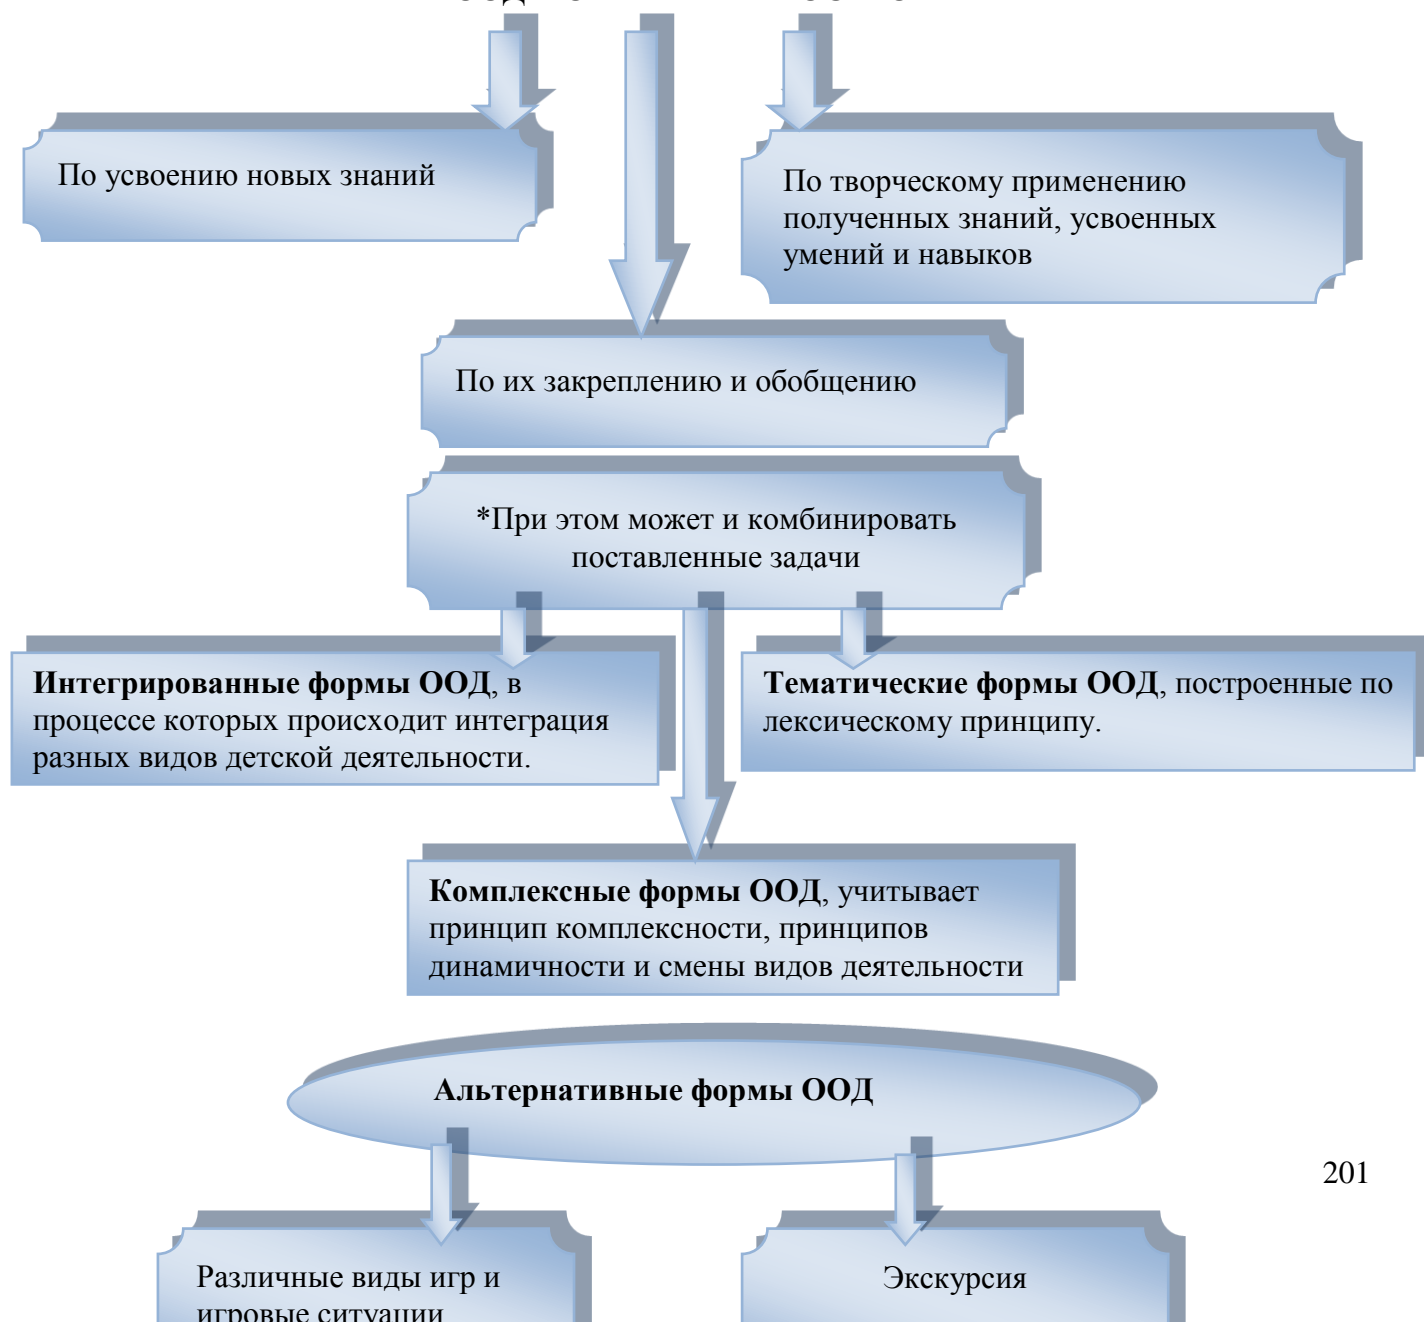 По усвоению новых знаний
По творческому применению
полученных знаний, усвоенных
умений и навыков
По их закреплению и обобщению
*При этом может и комбинировать
поставленные задачи
Интегрированные формы ООД, в
процессе которых происходит интеграция
разных видов детской деятельности.
Тематические формы ООД, построенные по
лексическому принципу.
Комплексные формы ООД, учитывает
принцип комплексности, принципов
динамичности и смены видов деятельности
Альтернативные формы ООД
201
Различные виды игр и
игровые ситуации
Экскурсия